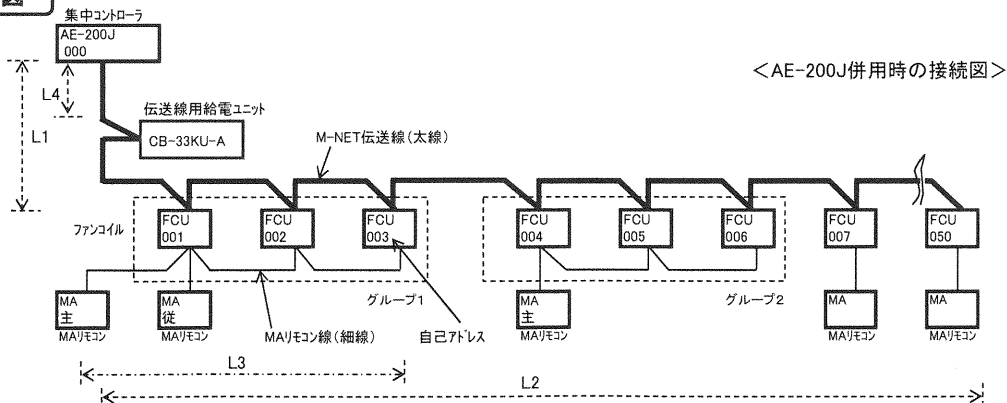 図
集中コントローラ
AE-200J
000
<AE-200J併用時の接続図>
L4
L1
伝送線用給電ユニット
CB-33KU-A
M-NET伝送線(太線)
ファンコイル
FCU
001
FCU
002
FCU
003
FCU
004
FCU
005
FCU
006
FCU
007
FCU
050
グループ1
グループ2
MA
主
MAリモコン
MA
従
MAリモコン
MAリモコン線(細線)
自己アドレス
MA
主
MAリモコン
MA
MAリモコン
MA
MAリモコン
L3
L2